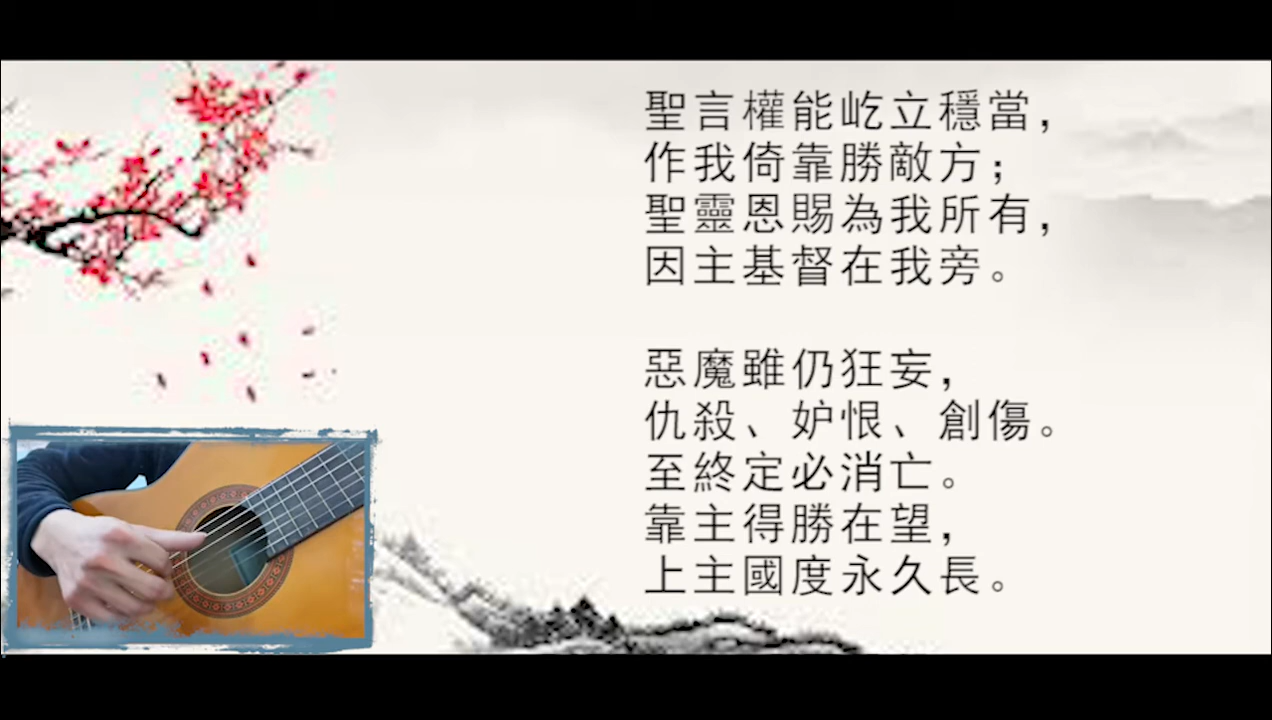 聖言權能屹立穩當，
作我倚靠勝敵方；
聖靈恩賜為我所有，
因主基督在我旁。
惡魔雖仍狂妄，
仇殺、妒恨、創傷。
至終定必消亡。
靠主得勝在望，
上主國度永久長。